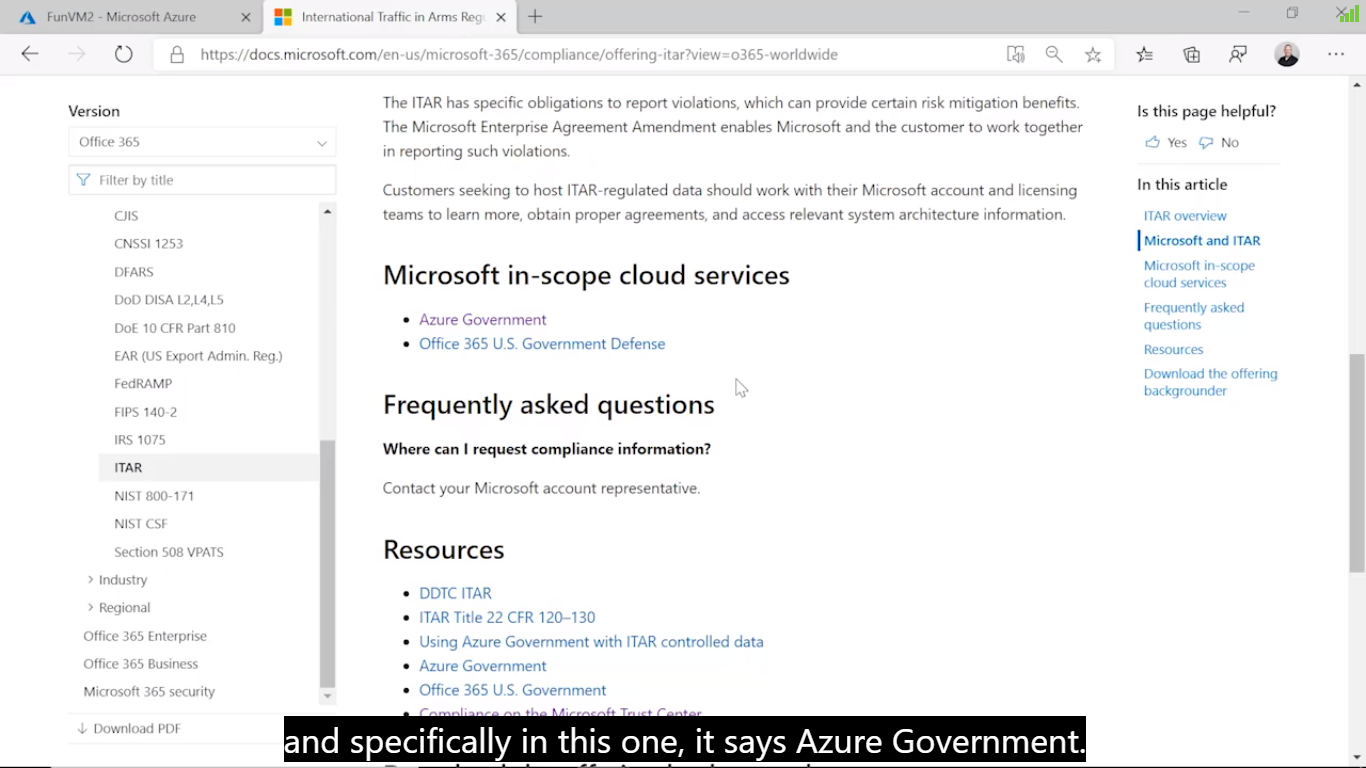 FunVM2 - Microsoft Azure
International Traffic in Arms Regu
https://docs.microsoft.com/en-us/microsoft-365/compliance/offering-itar?view=o365-worldwide
Version
Office 365
Filter by title
CJIS
CNSSI 1253
DFARS
DoD DISA L2,L4,L5
DoE 10 CFR Part 810
EAR (US Export Admin. Reg.)
FedRAMP
FIPS 140-2
IRS 1075
ITAR
NIST 800-171
NIST CSF
Section 508 VPATS
Industry
Regional
Office 365 Enterprise
Office 365 Business
Microsoft 365 security
Download PDF
The ITAR has specific obligations to report violations, which can provide certain risk mitigation benefits.
The Microsoft Enterprise Agreement Amendment enables Microsoft and the customer to work together
in reporting such violations.
Customers seeking to host ITAR-regulated data should work with their Microsoft account and licensing
teams to learn more, obtain proper agreements, and access relevant system architecture information.
Microsoft in-scope cloud services
Azure Government
Office 365 U.S. Government Defense
Frequently asked questions
Where can I request compliance information?
Contact your Microsoft account representative.
Resources
DDTC ITAR
ITAR Title 22 CFR 120–130
Using Azure Government with ITAR controlled data
Azure Government
Office 365 U.S. Government
Compliance on the Microsoft Trust Center
Is this page helpful?
Yes No
In this article
ITAR overview
Microsoft and ITAR
Microsoft in-scope
cloud services
Frequently asked
questions
Resources
Download the offering
backgrounder
and specifically in this one, it says Azure Government.